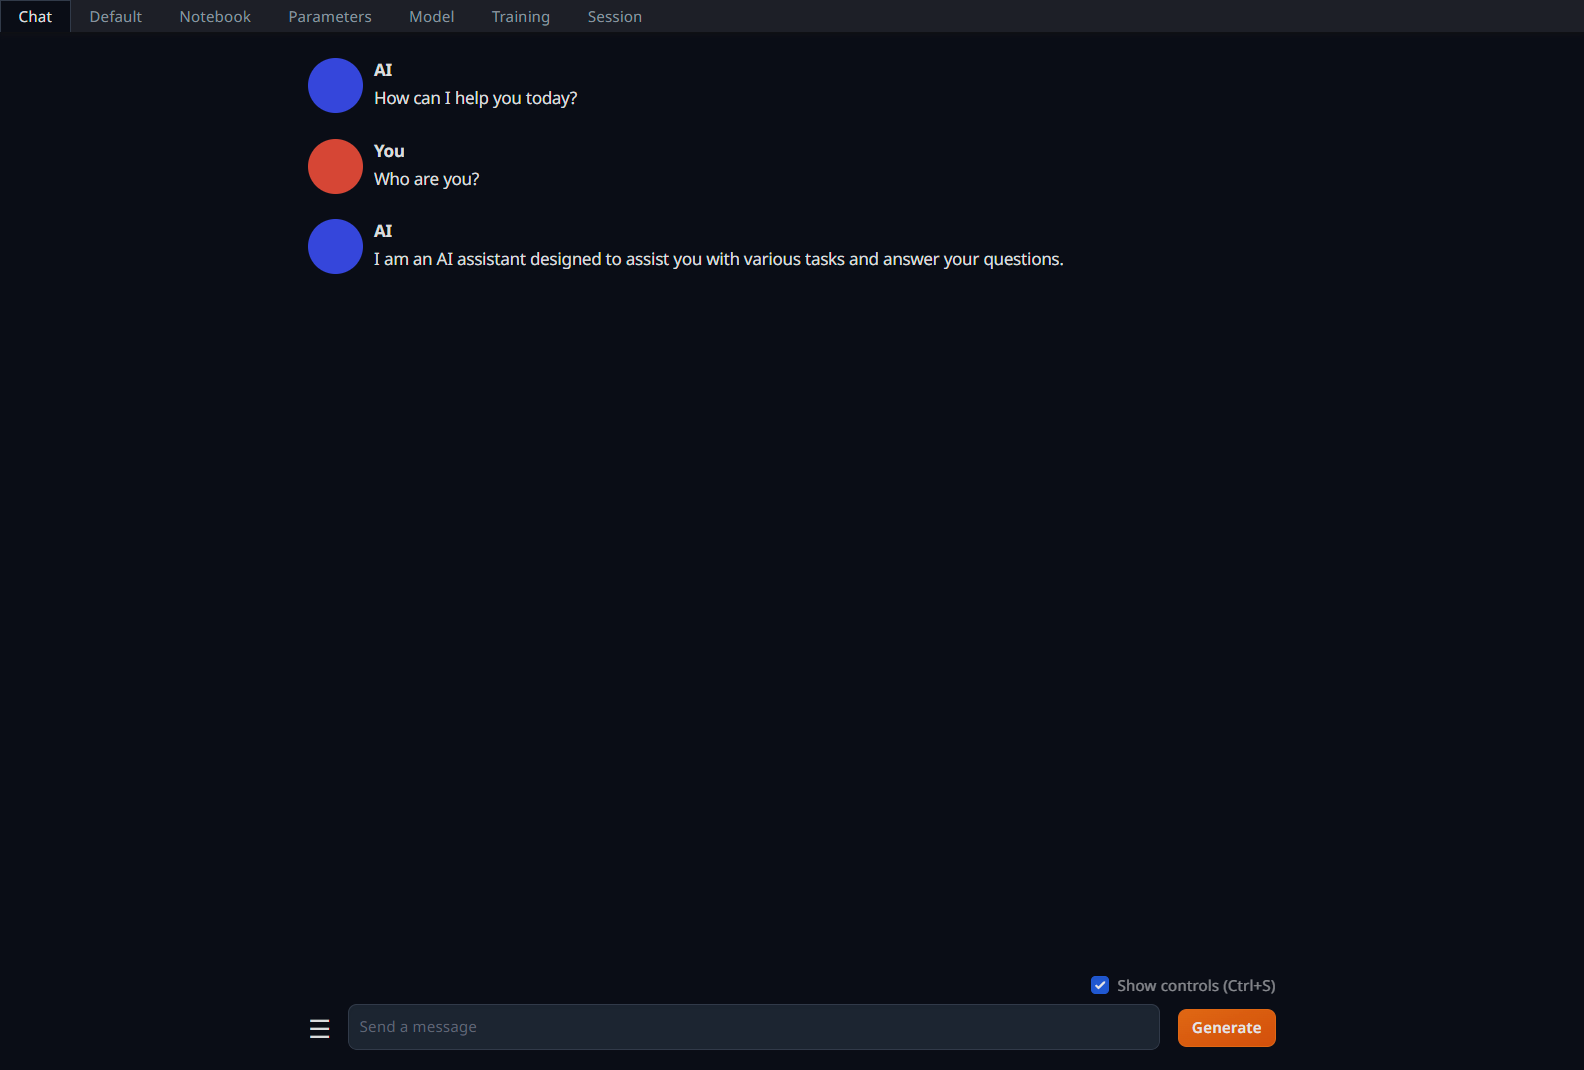 Chat Default Notebook Parameters Model Training Session
AI
How can I help you today?
You
Who are you?
AI
I am an AI assistant designed to assist you with various tasks and answer your questions.
Show controls (Ctrl+S)
Send a message
Generate